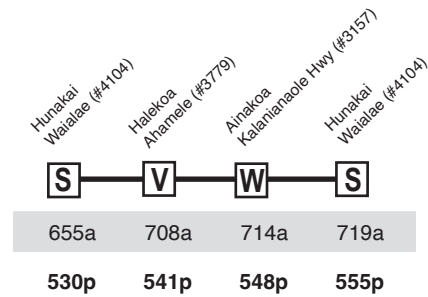 Hunakai
Waialae (#4104)
Halekoa
Ahamele (#3779)
Ainakoa
Kalanianaole Hwy (#3157)
Hunakai
Waialae (#4104)
S V W S
655a 708a 714a 719a
530p 541p 548p 555p